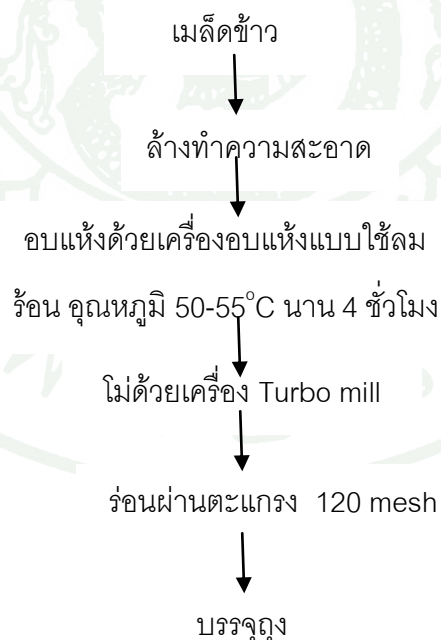 เมล็ดข้าว
ล้างทำความสะอาด
อบแห้งด้วยเครื่องอบแห้งแบบใช้ลม
ร้อน อุณหภูมิ 50-55°C นาน 4 ชั่วโมง
โม่ด้วยเครื่อง Turbo mill
ร่อนผ่านตะแกรง 120 mesh
บรรจุถุง